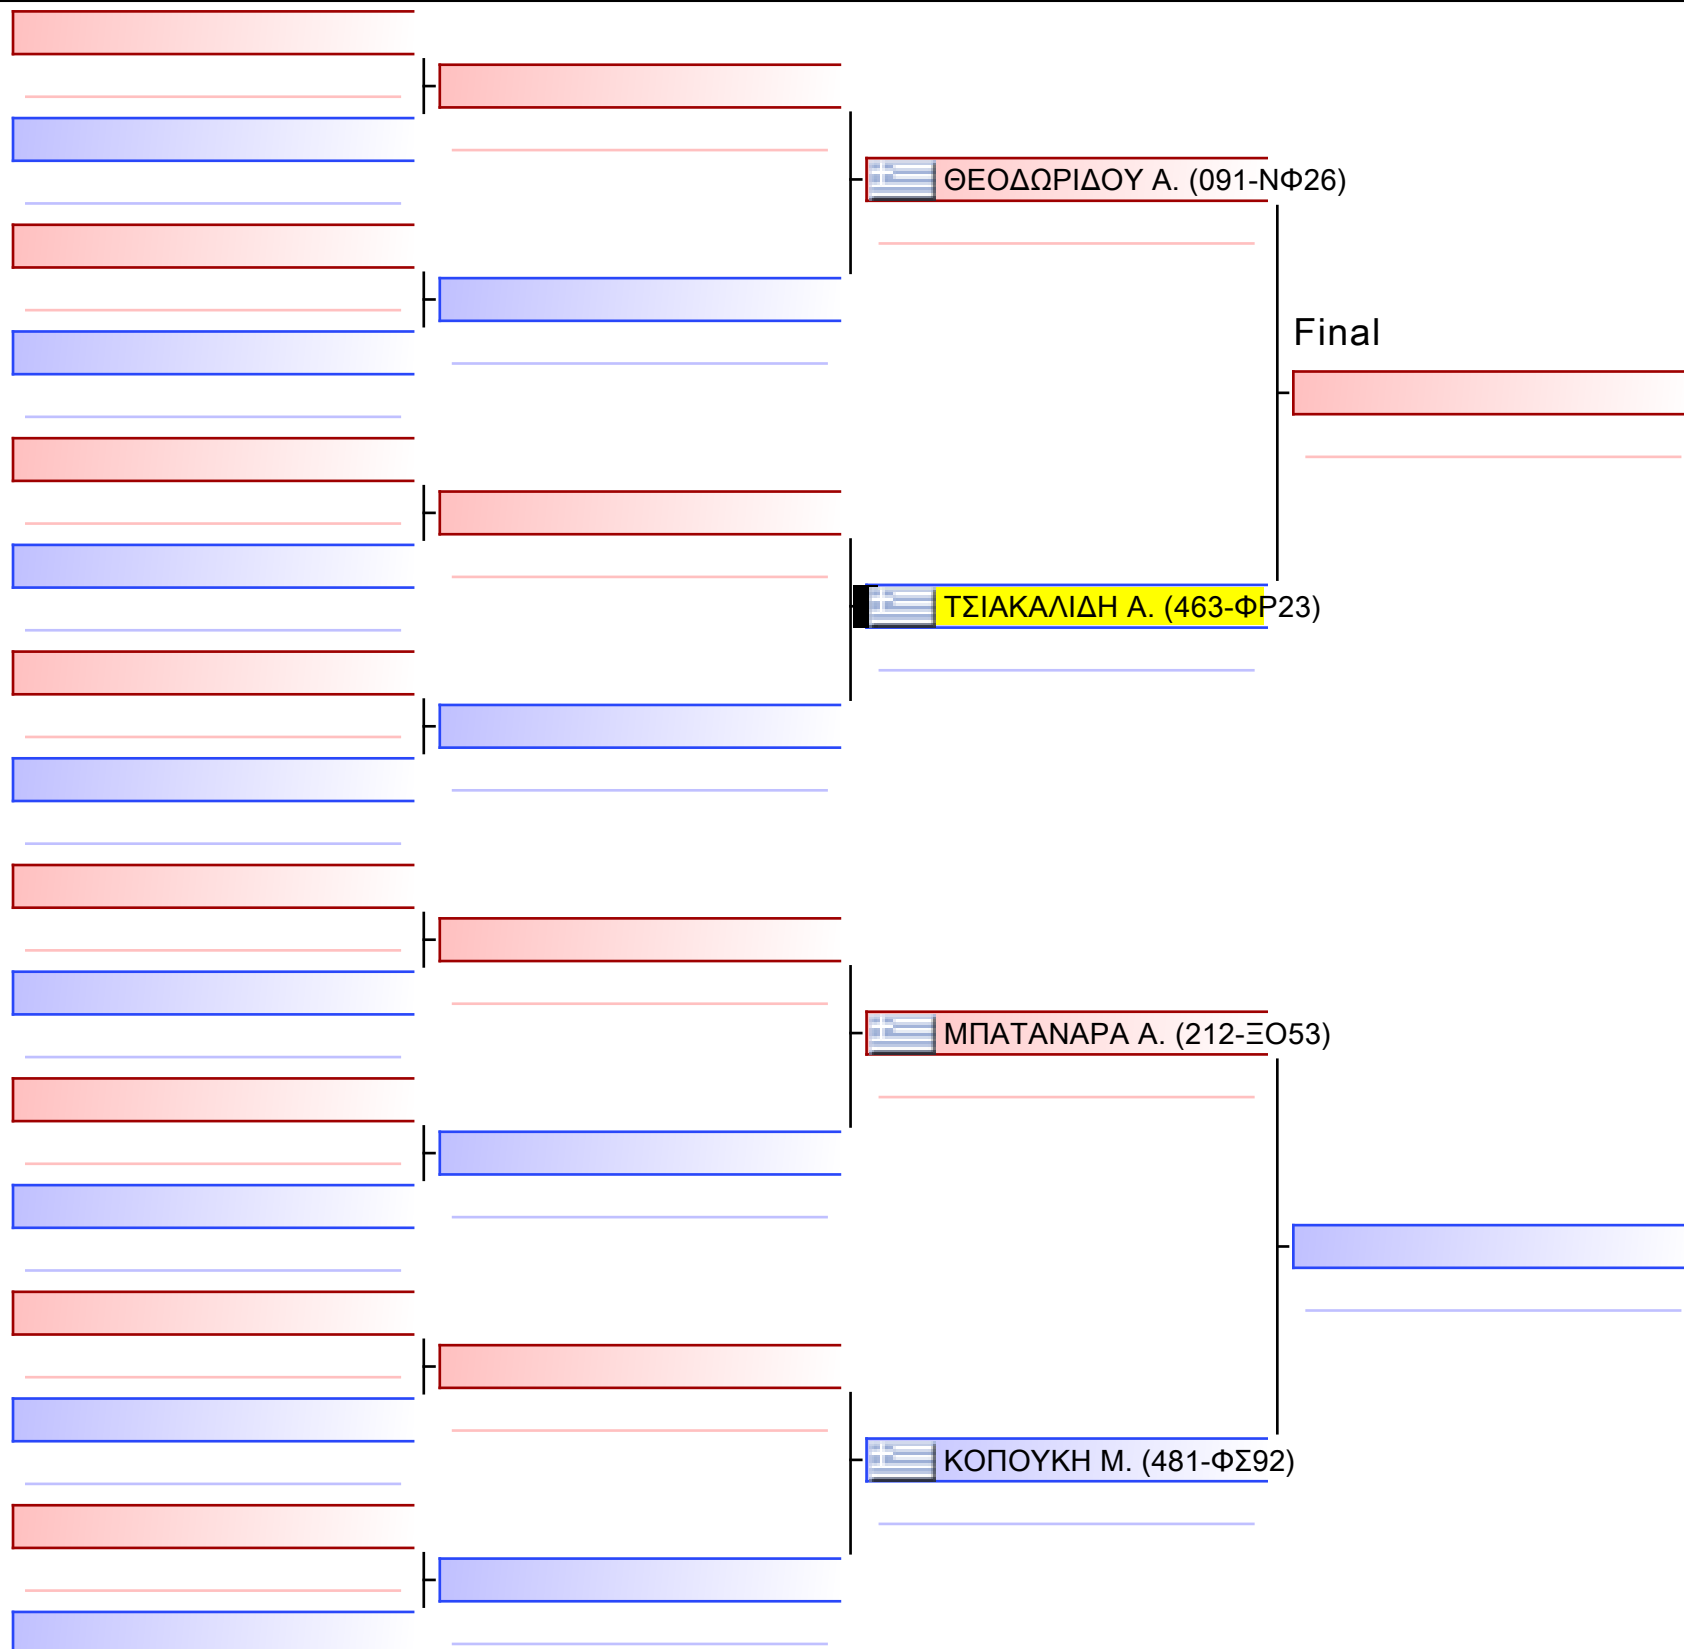 ΘΕΟΔΩΡΙΔΟΥ Α. (091-ΝΦ26)
Final
ΤΣΙΑΚΑΛΙΔΗ Α. (463-ΦΡ23)
ΜΠΑΤΑΝΑΡΑ Α. (212-ΞΟ53)
ΚΟΠΟΥΚΗ Μ. (481-ΦΣ92)